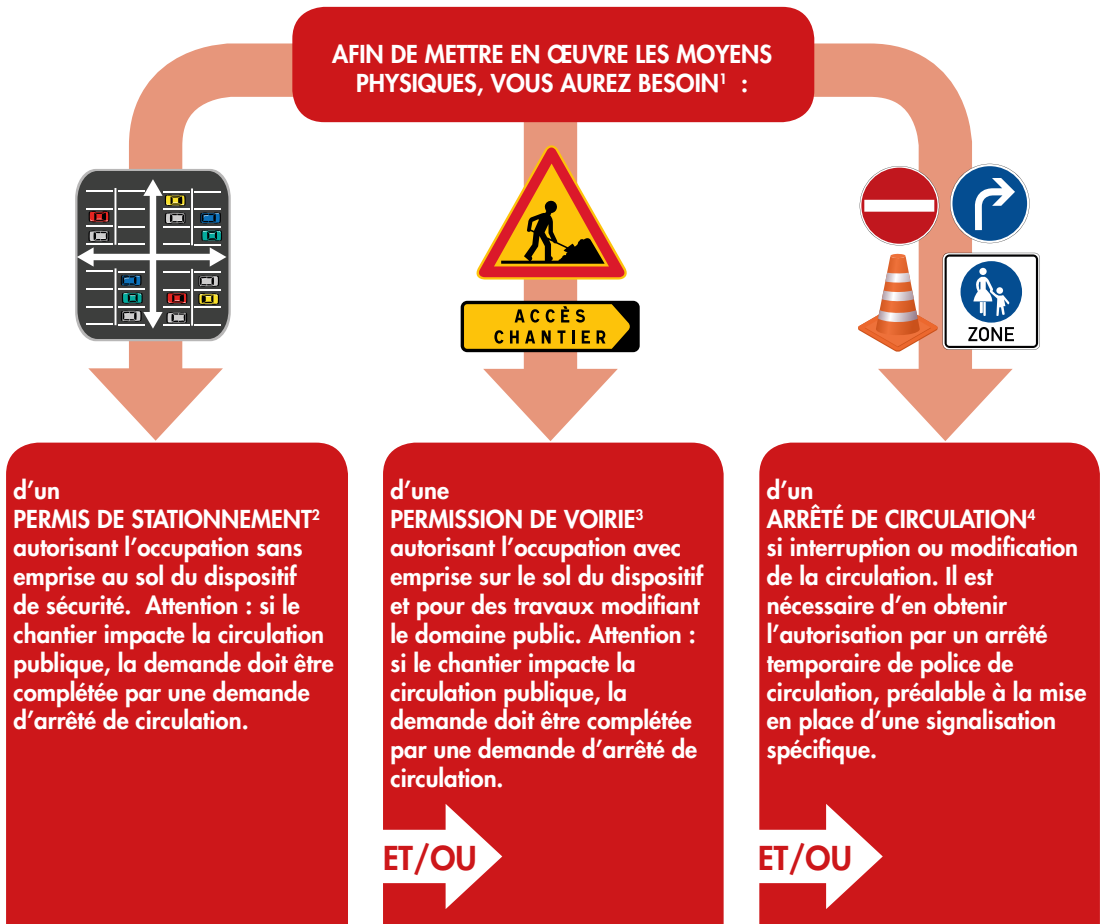 AFIN DE METTRE EN ŒUVRE LES MOYENS
PHYSIQUES, VOUS AUREZ BESOIN¹ :
ACCÈS
CHANTIER
ZONE
d'un
PERMIS DE STATIONNEMENT²
autorisant l'occupation sans
emprise au sol du dispositif
de sécurité. Attention : si le
chantier impacte la circulation
publique, la demande doit être
complétée par une demande
d'arrêté de circulation.
d'une
PERMISSION DE VOIRIE³
autorisant l'occupation avec
emprise sur le sol du dispositif
et pour des travaux modifiant
le domaine public. Attention :
si le chantier impacte la
circulation publique, la
demande doit être complétée
par une demande d'arrêté de
circulation.
ET/OU
d'un
ARRÊTÉ DE CIRCULATION⁴
si interruption ou modification
de la circulation. Il est
nécessaire d'en obtenir
l'autorisation par un arrêté
temporaire de police de
circulation, préalable à la mise
en place d'une signalisation
spécifique.
ET/OU